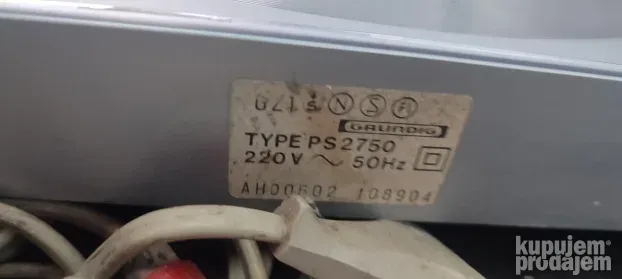 GRUNDIG
TYPE PS2750
220V ~ 50Hz
AH00602 108904
kupujem
prodajem